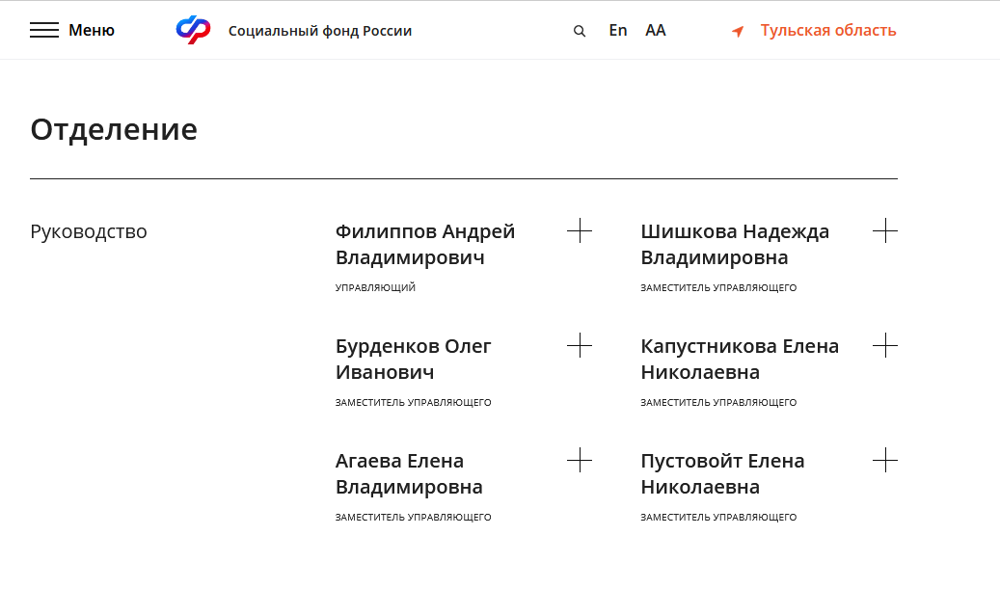 Меню
Социальный фонд России
En
АА
Тульская область
Отделение
Руководство
Филиппов Андрей
Владимирович
УПРАВЛЯЮЩИЙ
Шишкова Надежда
Владимировна
ЗАМЕСТИТЕЛЬ УПРАВЛЯЮЩЕГО
Бурденков Олег
Иванович
ЗАМЕСТИТЕЛЬ УПРАВЛЯЮЩЕГО
Капустникова Елена
Николаевна
ЗАМЕСТИТЕЛЬ УПРАВЛЯЮЩЕГО
Агаева Елена
Владимировна
ЗАМЕСТИТЕЛЬ УПРАВЛЯЮЩЕГО
Пустовойт Елена
Николаевна
ЗАМЕСТИТЕЛЬ УПРАВЛЯЮЩЕГО